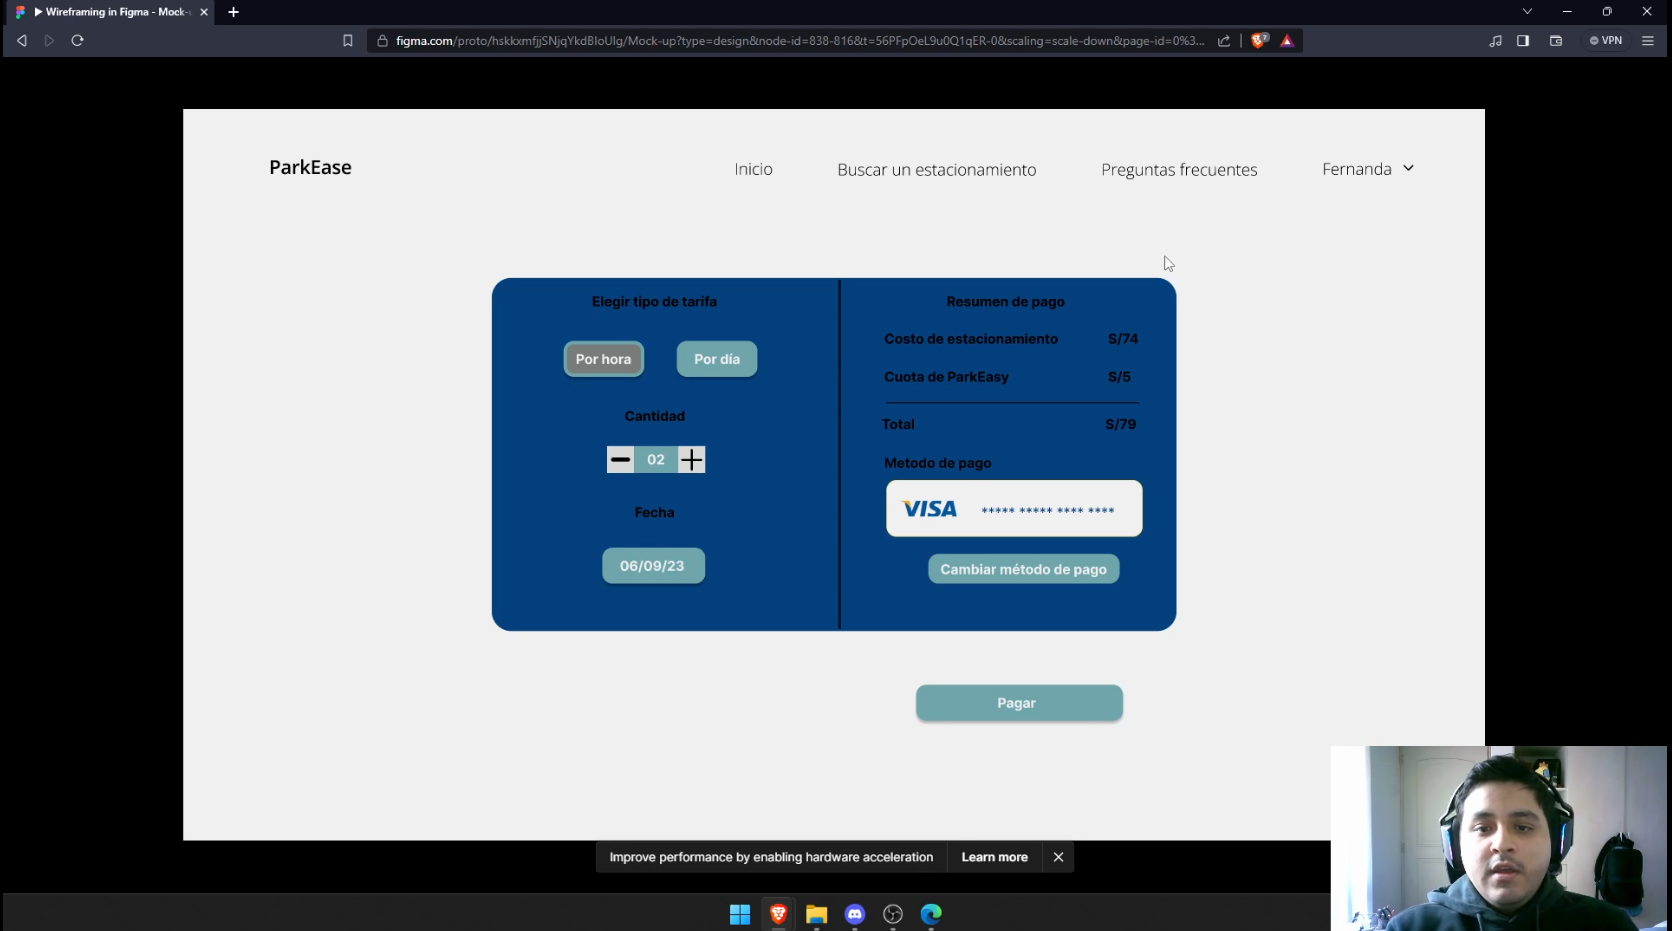 ▶ Wireframing in Figma - Mock-u
figma.com/proto/hskkxmfjjSNjqYkdBIoUIg/Mock-up?type=design&node-id=838-816&t=56PFpOeL9u0Q1qER-0&scaling=scale-down&page-id=0%3...
7
VPN
ParkEase
Inicio
Buscar un estacionamiento
Preguntas frecuentes
Fernanda
Elegir tipo de tarifa
Por hora
Por día
Cantidad
02
Fecha
06/09/23
Resumen de pago
Costo de estacionamiento S/74
Cuota de ParkEasy S/5
Total S/79
Metodo de pago
VISA ***** ***** **** ****
Cambiar método de pago
Pagar
Improve performance by enabling hardware acceleration
Learn more